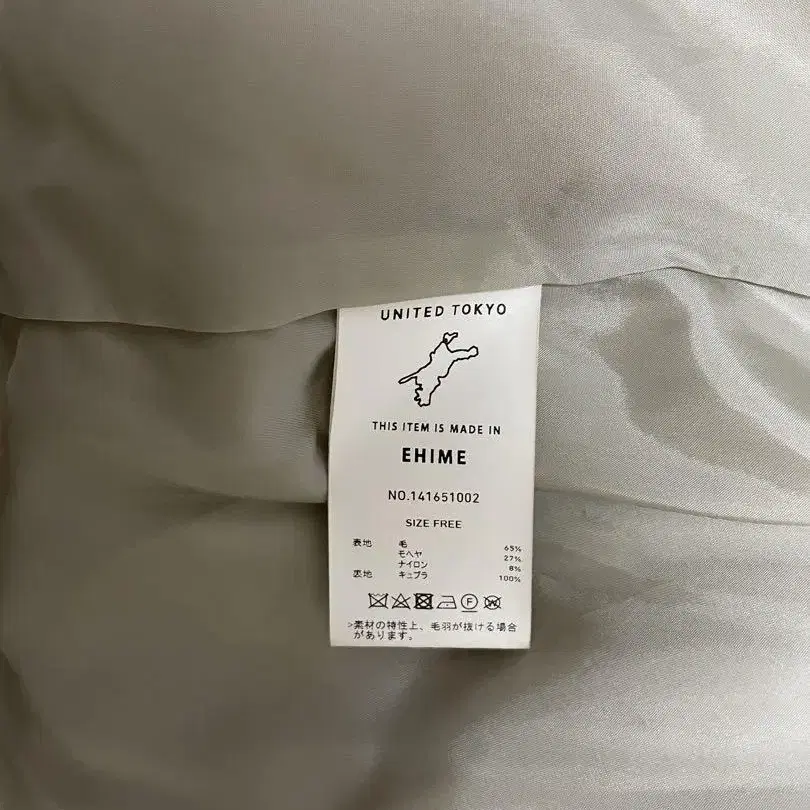 UNITED TOKYO
THIS ITEM IS MADE IN
EHIME
NO.141651002
SIZE FREE
表地 毛 65%
モヘヤ 27%
ナイロン 8%
裏地 キュプラ 100%
F W
>素材の特性上、毛羽が抜ける場合
があります。